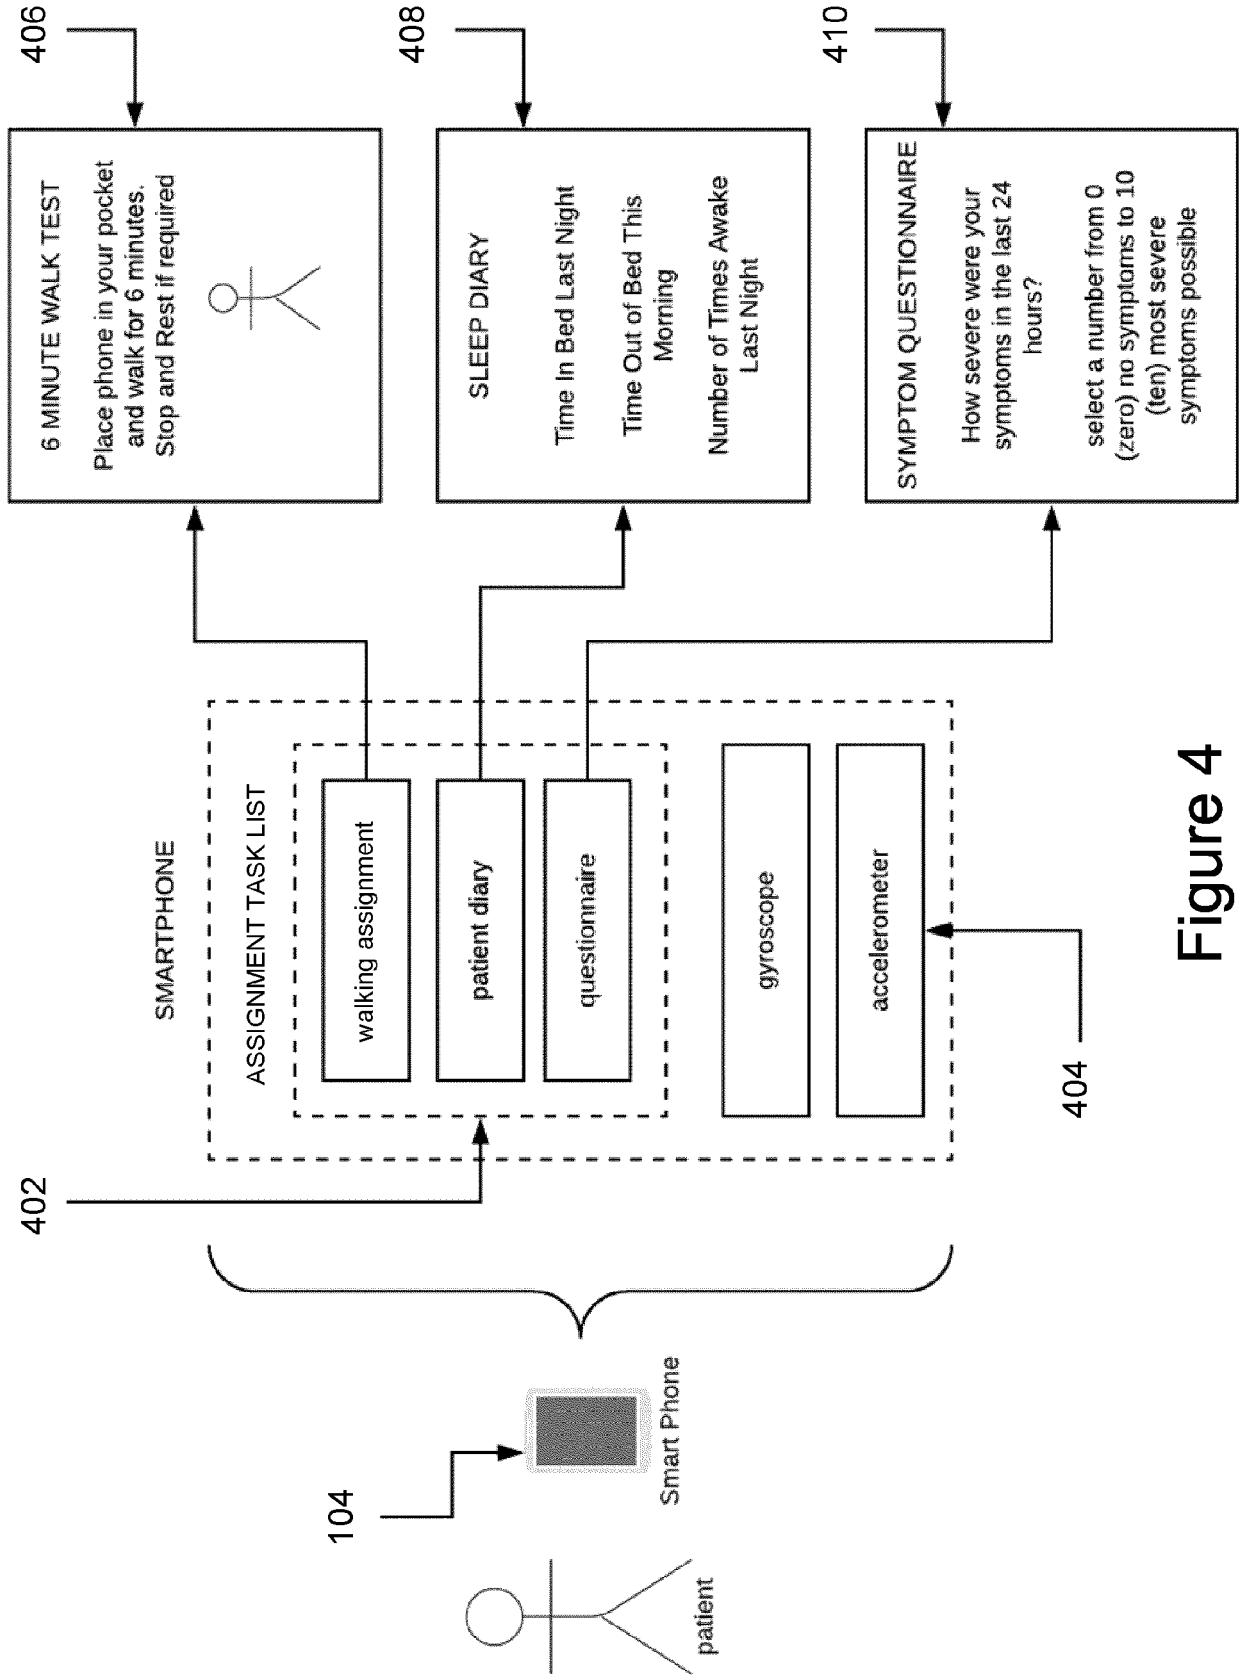 patient
104
Smart Phone
402
SMARTPHONE
ASSIGNMENT TASK LIST
walking assignment
patient diary
questionnaire
gyroscope
accelerometer
404
406
6 MINUTE WALK TEST
Place phone in your pocket
and walk for 6 minutes.
Stop and Rest if required
408
SLEEP DIARY
Time In Bed Last Night
Time Out of Bed This
Morning
Number of Times Awake
Last Night
410
SYMPTOM QUESTIONNAIRE
How severe were your
symptoms in the last 24
hours?
select a number from 0
(zero) no symptoms to 10
(ten) most severe
symptoms possible
Figure 4